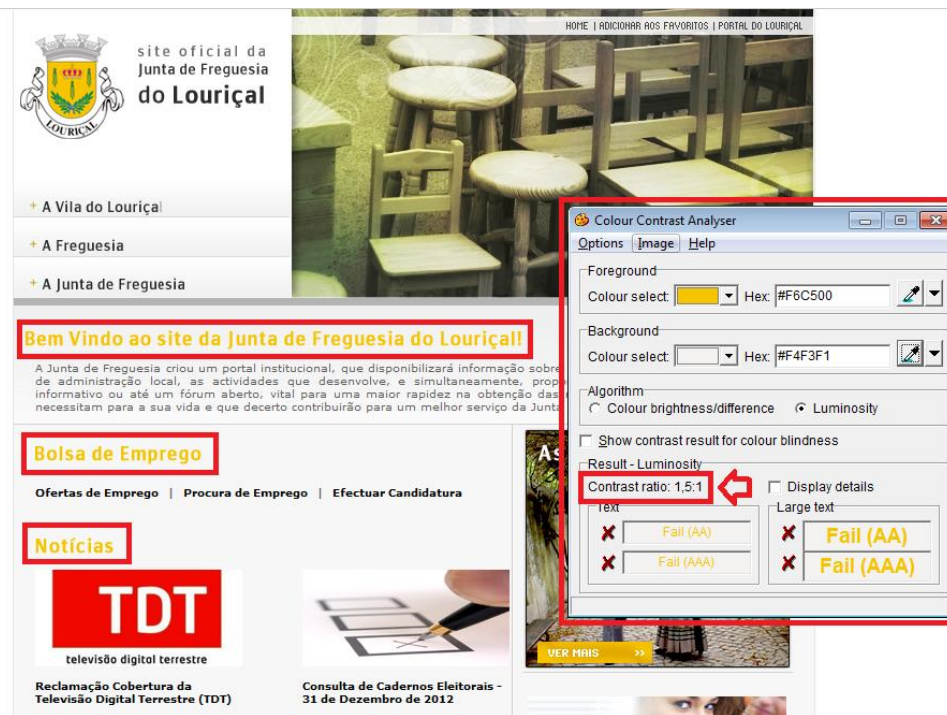 HOME | ADICIONAR AOS FAVORITOS | PORTAL DO LOURIÇAL
site oficial da
Junta de Freguesia
do Louriçal
LOURIÇAL
+ A Vila do Louriçal
+ A Freguesia
+ A Junta de Freguesia
Bem Vindo ao site da Junta de Freguesia do Louriçal!
A Junta de Freguesia criou um portal institucional, que disponibilizará informação sobre
de administração local, as actividades que desenvolve, e simultaneamente,
informativo ou até um fórum aberto, vital para uma maior rapidez na obtenção das
necessitam para a sua vida e que decerto contribuirão para um melhor serviço da Junta
Bolsa de Emprego
Ofertas de Emprego | Procura de Emprego | Efectuar Candidatura
Notícias
TDT
televisão digital terrestre
Reclamação Cobertura da
Televisão Digital Terrestre (TDT)
Consulta de Cadernos Eleitorais -
31 de Dezembro de 2012
VER MAIS >>
Colour Contrast Analyser
Options Image Help
Foreground
Colour select: Hex: #F6C500
Background
Colour select: Hex: #F4F3F1
Algorithm
Colour brightness/difference Luminosity
Show contrast result for colour blindness
Result - Luminosity
Contrast ratio: 1,5:1 Display details
Text Large text
Fail (AA) Fail (AA)
Fail (AAA) Fail (AAA)